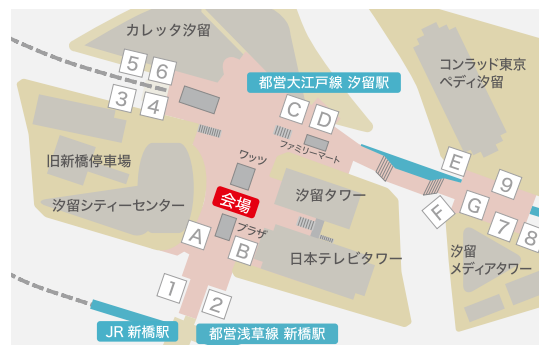 カレッタ汐留
コンラッド東京
ペディ汐留
5
6
都営大江戸線 汐留駅
3
4
C
D
ファミリーマート
旧新橋停車場
ワッツ
E
9
汐留シティーセンター
会場
汐留タワー
F
G
7
8
A
プラザ
B
日本テレビタワー
汐留
メディアタワー
1
2
JR 新橋駅
都営浅草線 新橋駅